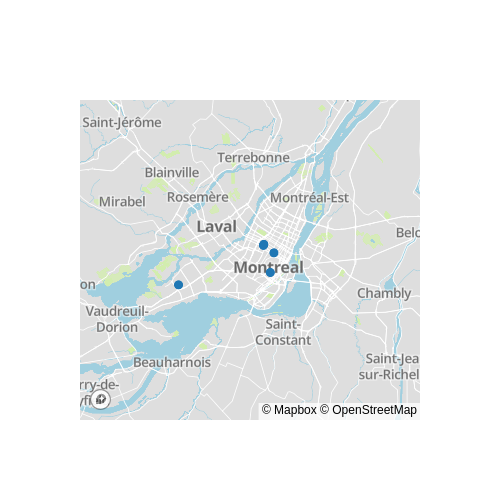 Saint-Jérôme
Terrebonne
Blainville
Rosemère
Montréal-Est
Mirabel
Laval
Belo
Montreal
on
Chambly
Vaudreuil-
Dorion
Saint-
Constant
Beauharnois
Saint-Jea
sur-Richel
rry-de-
yfi
© Mapbox © OpenStreetMap